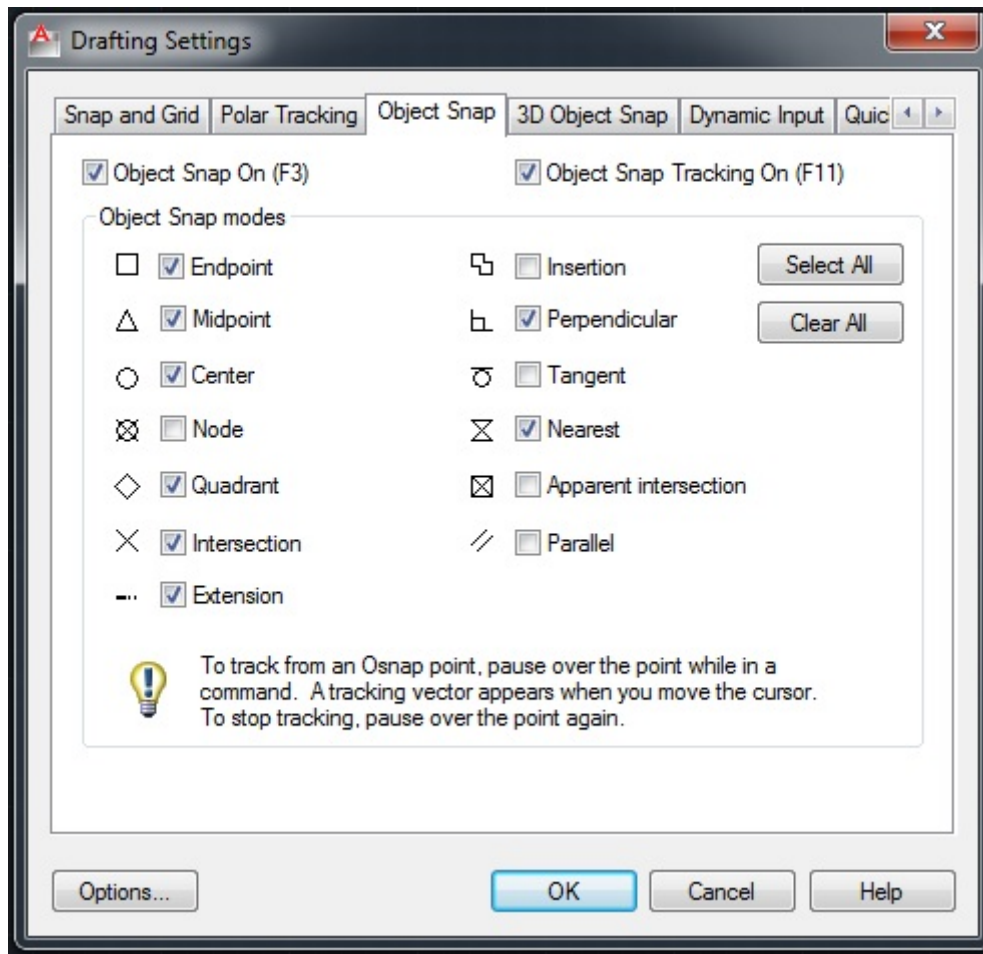 Drafting Settings
Snap and Grid Polar Tracking Object Snap 3D Object Snap Dynamic Input Quic
Object Snap On (F3) Object Snap Tracking On (F11)
Object Snap modes
Endpoint Insertion Select All
Midpoint Perpendicular Clear All
Center Tangent
Node Nearest
Quadrant Apparent intersection
Intersection Parallel
Extension
To track from an Osnap point, pause over the point while in a
command. A tracking vector appears when you move the cursor.
To stop tracking, pause over the point again.
Options... OK Cancel Help